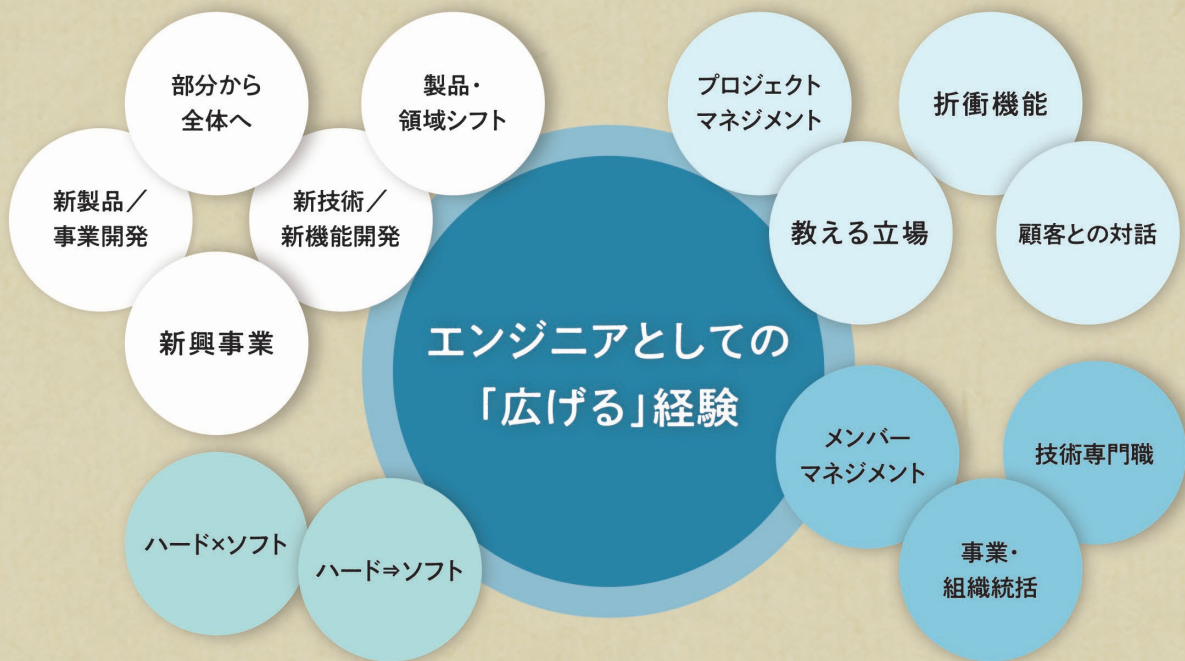 部分から
全体へ
製品・
領域シフト
新製品／
事業開発
新技術／
新機能開発
新興事業
プロジェクト
マネジメント
折衝機能
教える立場
顧客との対話
エンジニアとしての
「広げる」経験
ハード×ソフト
ハード⇒ソフト
メンバー
マネジメント
技術専門職
事業・
組織統括